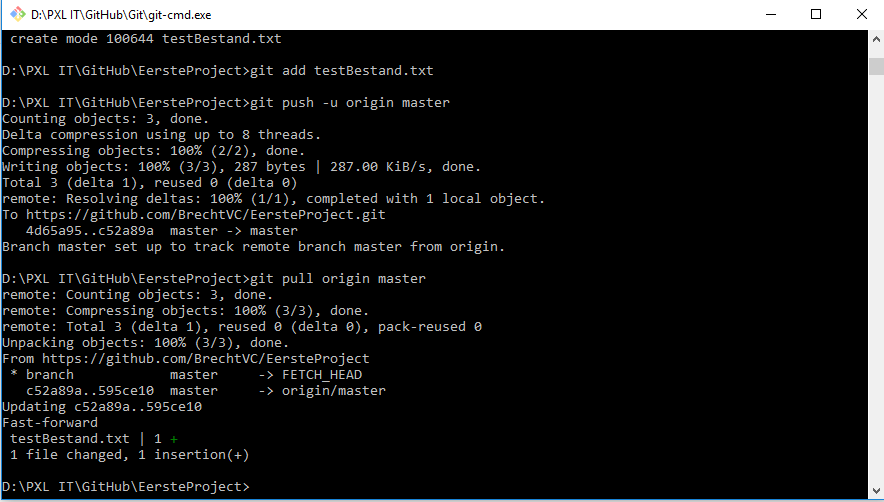 D:\PXL IT\GitHub\Git\git-cmd.exe
create mode 100644 testBestand.txt
D:\PXL IT\GitHub\EersteProject>git add testBestand.txt
D:\PXL IT\GitHub\EersteProject>git push -u origin master
Counting objects: 3, done.
Delta compression using up to 8 threads.
Compressing objects: 100% (2/2), done.
Writing objects: 100% (3/3), 287 bytes | 287.00 KiB/s, done.
Total 3 (delta 1), reused 0 (delta 0)
remote: Resolving deltas: 100% (1/1), completed with 1 local object.
To https://github.com/BrechtVC/EersteProject.git
   4d65a95..c52a89a  master -> master
Branch master set up to track remote branch master from origin.
D:\PXL IT\GitHub\EersteProject>git pull origin master
remote: Counting objects: 3, done.
remote: Compressing objects: 100% (3/3), done.
remote: Total 3 (delta 1), reused 0 (delta 0), pack-reused 0
Unpacking objects: 100% (3/3), done.
From https://github.com/BrechtVC/EersteProject
 * branch            master     -> FETCH_HEAD
   c52a89a..595ce10  master     -> origin/master
Updating c52a89a..595ce10
Fast-forward
 testBestand.txt | 1 +
 1 file changed, 1 insertion(+)
D:\PXL IT\GitHub\EersteProject>